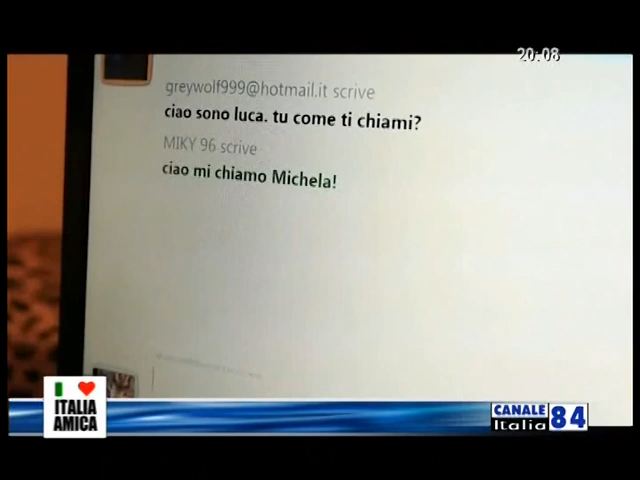 20:08
greywolf999@hotmail.it scrive
ciao sono luca. tu come ti chiami?
MIKY 96 scrive
ciao mi chiamo Michela!
I
ITALIA
AMICA
CANALE 84
Italia